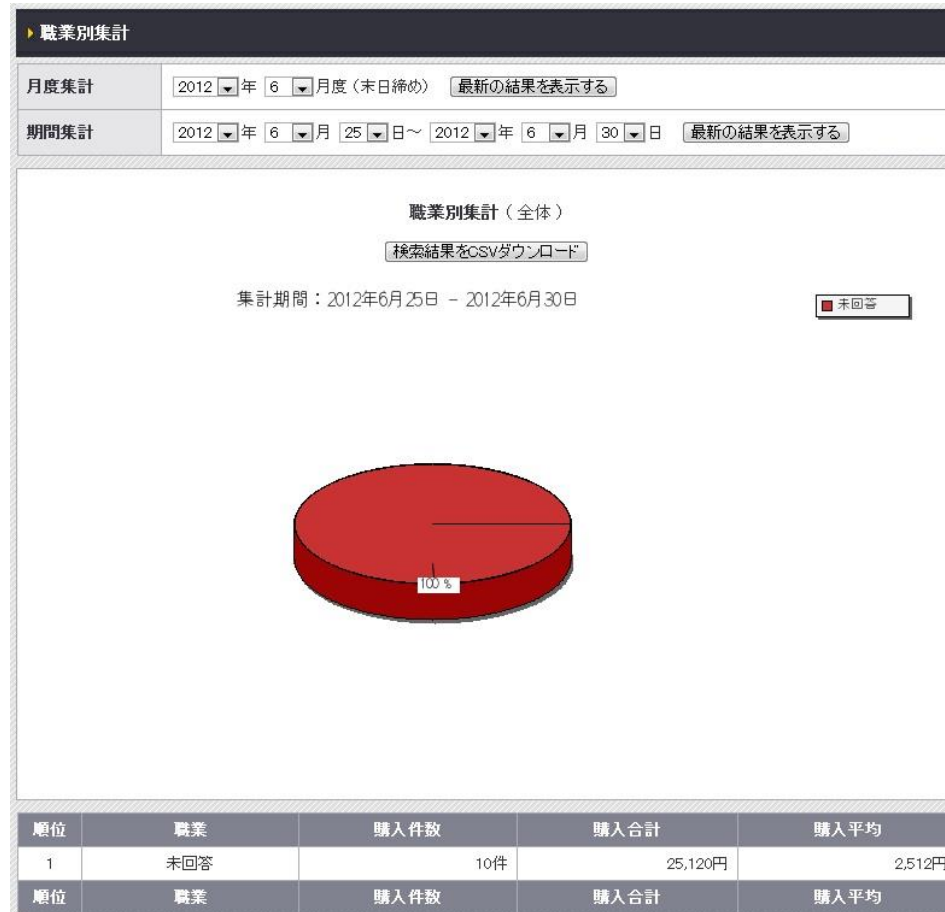 職業別集計
月度集計 2012 年 6 月度(末日締め) 最新の結果を表示する
期間集計 2012 年 6 月 25 日~ 2012 年 6 月 30 日 最新の結果を表示する
職業別集計(全体)
検索結果をCSVダウンロード
集計期間:2012年6月25日 - 2012年6月30日
未回答
100 %
順位 職業 購入件数 購入合計 購入平均
1 未回答 10件 25,120円 2,512円
順位 職業 購入件数 購入合計 購入平均